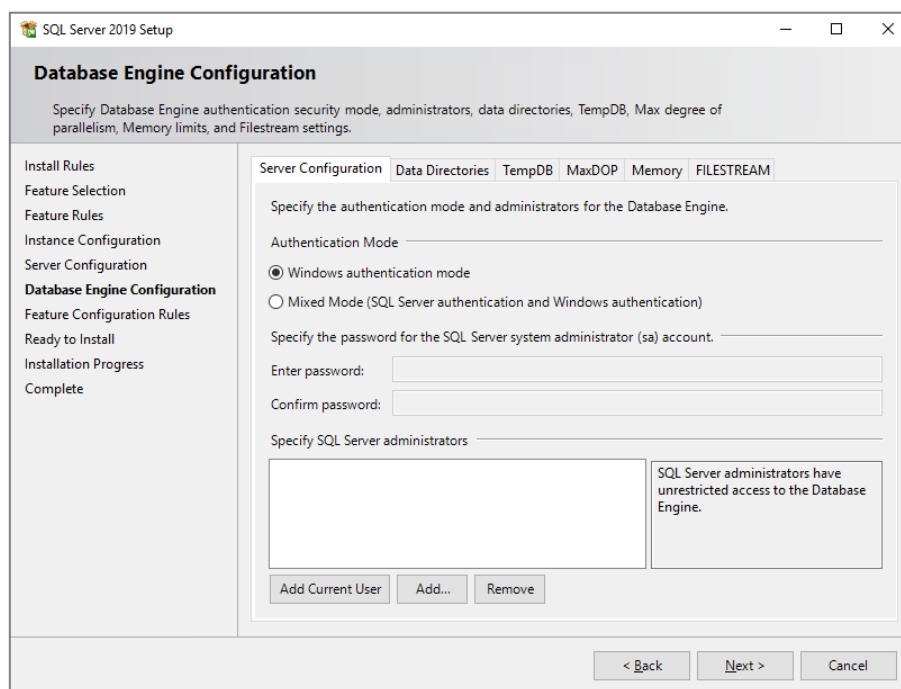 SQL Server 2019 Setup
Database Engine Configuration
Specify Database Engine authentication security mode, administrators, data directories, TempDB, Max degree of
parallelism, Memory limits, and Filestream settings.
Install Rules
Feature Selection
Feature Rules
Instance Configuration
Server Configuration
Database Engine Configuration
Feature Configuration Rules
Ready to Install
Installation Progress
Complete
Server Configuration Data Directories TempDB MaxDOP Memory FILESTREAM
Specify the authentication mode and administrators for the Database Engine.
Authentication Mode
Windows authentication mode
Mixed Mode (SQL Server authentication and Windows authentication)
Specify the password for the SQL Server system administrator (sa) account.
Enter password:
Confirm password:
Specify SQL Server administrators
SQL Server administrators have
unrestricted access to the Database
Engine.
Add Current User Add... Remove
< Back Next > Cancel